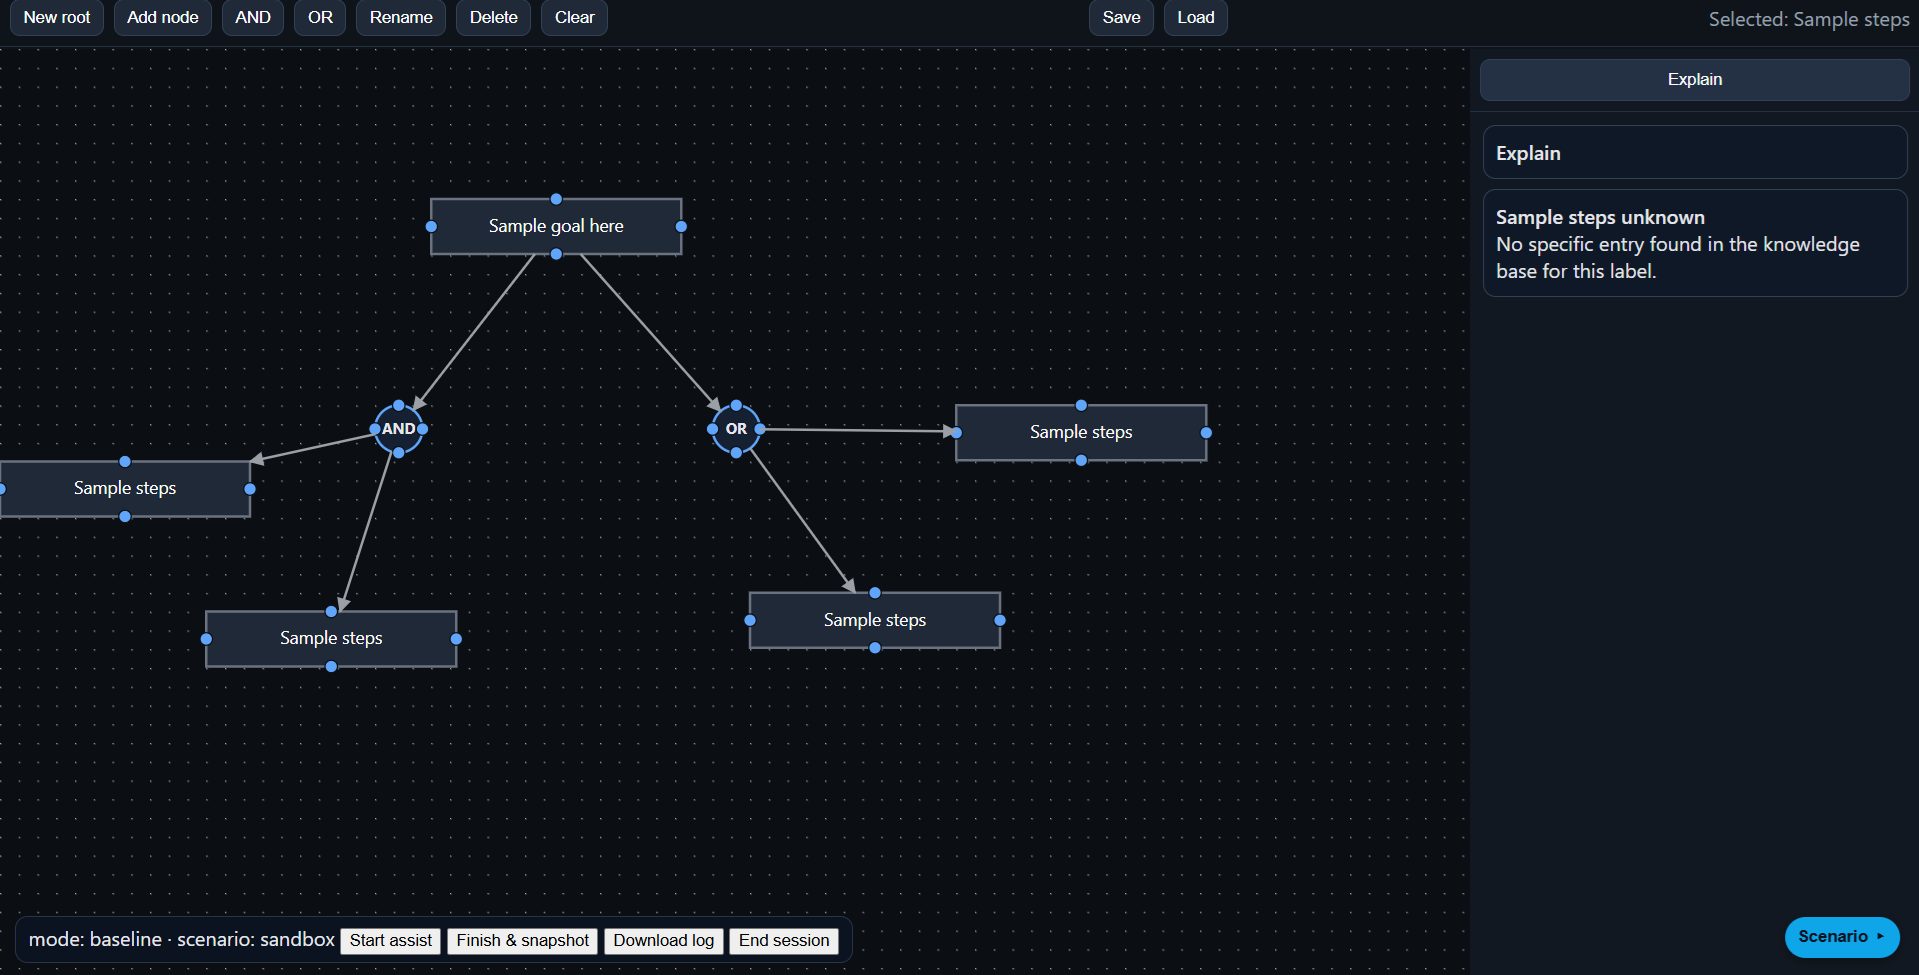 New root
Add node
AND
OR
Rename
Delete
Clear
Save
Load
Selected: Sample steps
Explain
Explain
Sample steps unknown
No specific entry found in the knowledge
base for this label.
Sample goal here
AND
OR
Sample steps
Sample steps
Sample steps
Sample steps
mode: baseline · scenario: sandbox
Start assist
Finish & snapshot
Download log
End session
Scenario ▸